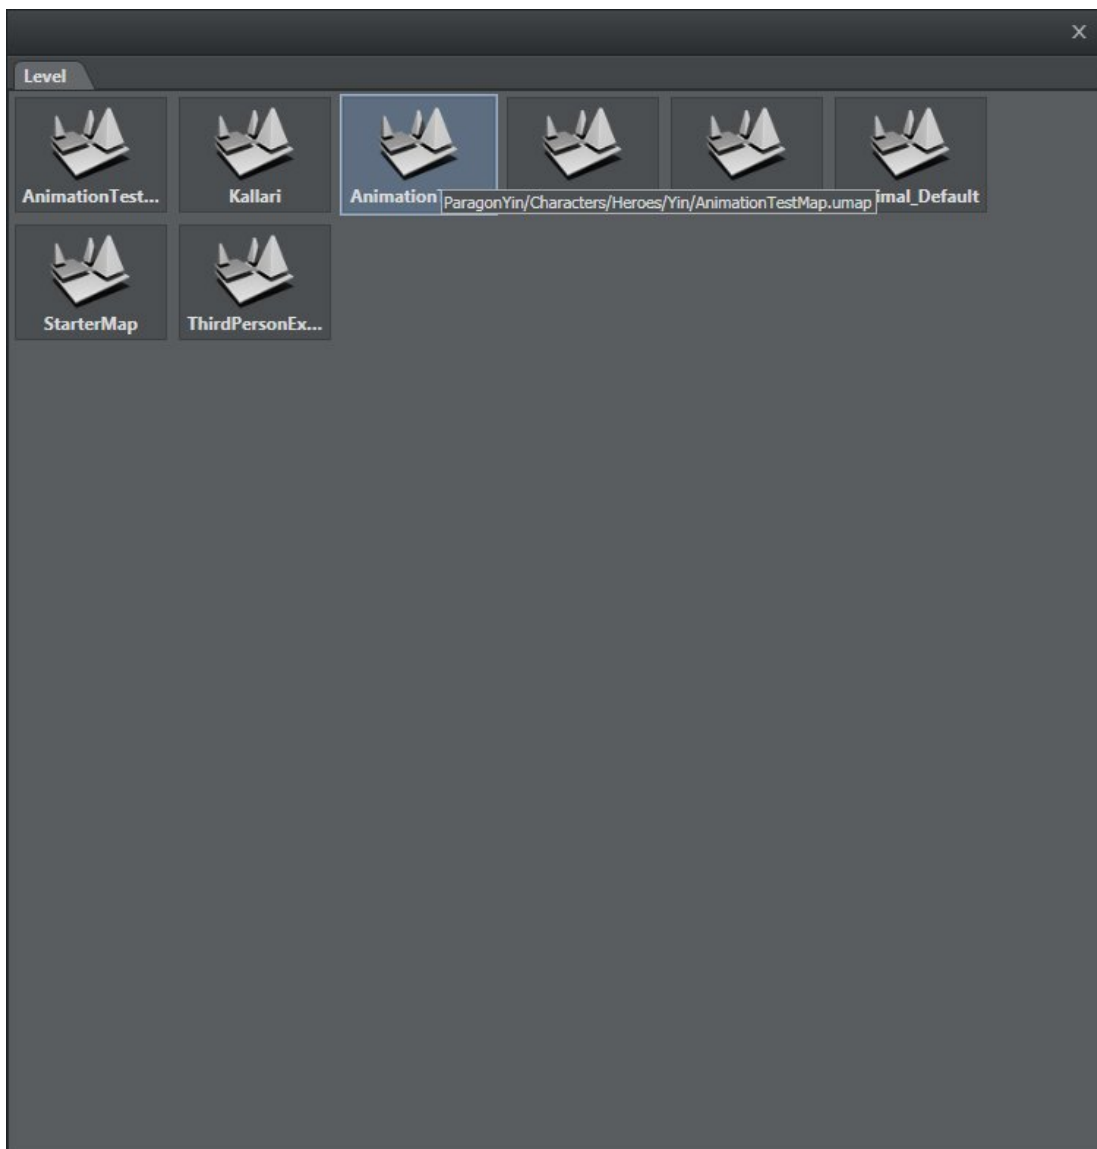 X
Level
AnimationTest...
Kallari
Animation
ParagonYin/Characters/Heroes/Yin/AnimationTestMap.umap
imal_Default
StarterMap
ThirdPersonEx...